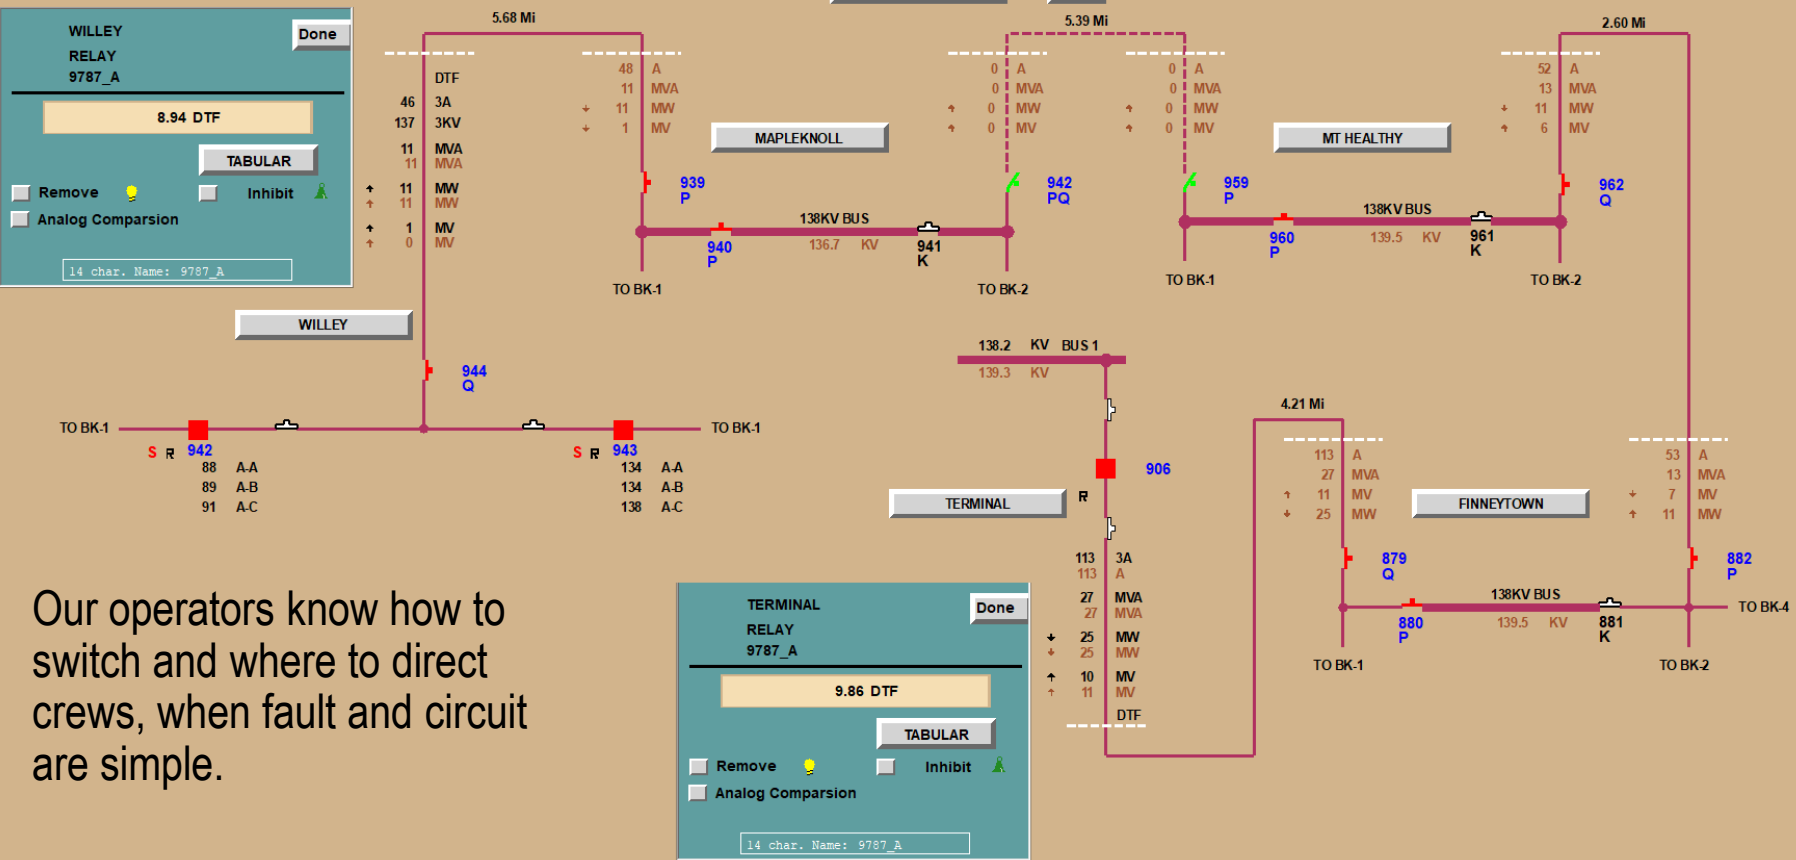 WILLEY
Done
RELAY
9787_A
8.94 DTF
TABULAR
Remove
Inhibit
Analog Comparsion
14 char. Name: 9787_A
5.68 Mi
DTF
46 3A
137 3KV
11 MVA
11 MVA
11 MW
11 MW
1 MV
0 MV
48 A
11 MVA
11 MW
1 MV
MAPLEKNOLL
939
P
138KV BUS
136.7 KV
940
P
941
K
TO BK-1
5.39 Mi
0 A
0 MVA
0 MW
0 MV
942
PQ
TO BK-2
0 A
0 MVA
0 MW
0 MV
959
P
MT HEALTHY
138KV BUS
139.5 KV
960
P
961
K
TO BK-1
2.60 Mi
52 A
13 MVA
11 MW
6 MV
962
Q
TO BK-2
WILLEY
944
Q
TO BK-1
S R 942
88 A-A
89 A-B
91 A-C
S R 943
134 A-A
134 A-B
138 A-C
TO BK-1
138.2 KV BUS 1
139.3 KV
906
R
TERMINAL
113 3A
113 A
27 MVA
27 MVA
25 MW
25 MW
10 MV
11 MV
DTF
4.21 Mi
113 A
27 MVA
11 MV
25 MW
FINNEYTOWN
53 A
13 MVA
7 MV
11 MW
879
Q
882
P
138KV BUS
139.5 KV
880
P
881
K
TO BK-4
TO BK-1
TO BK-2
Our operators know how to
switch and where to direct
crews, when fault and circuit
are simple.
TERMINAL
Done
RELAY
9787_A
9.86 DTF
TABULAR
Remove
Inhibit
Analog Comparsion
14 char. Name: 9787_A